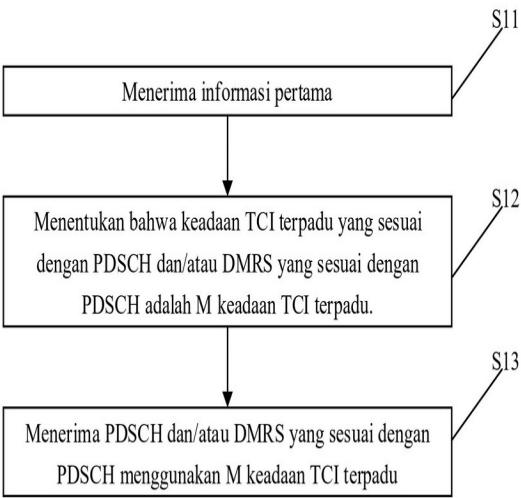 S11
Menerima informasi pertama
S12
Menentukan bahwa keadaan TCI terpadu yang sesuai
dengan PDSCH dan/atau DMRS yang sesuai dengan
PDSCH adalah M keadaan TCI terpadu.
S13
Menerima PDSCH dan/atau DMRS yang sesuai dengan
PDSCH menggunakan M keadaan TCI terpadu